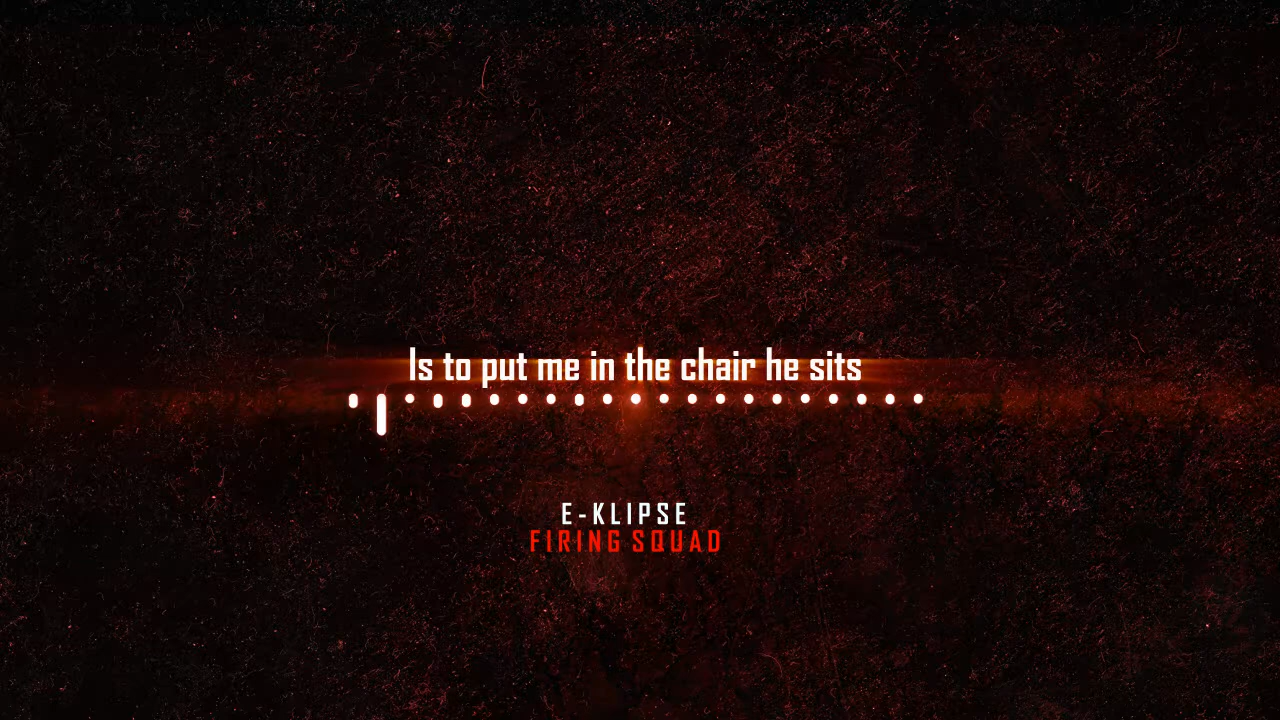 Is to put me in the chair he sits
E-KLIPSE
FIRING SQUAD